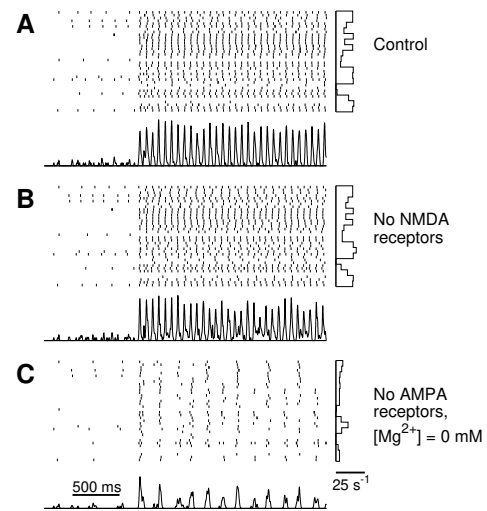 A
Control
B
No NMDA
receptors
C
No AMPA
receptors,
[Mg²⁺] = 0 mM
500 ms
25 s⁻¹